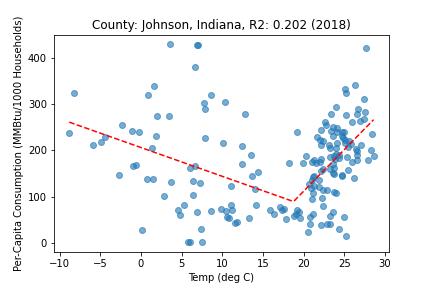 County: Johnson, Indiana, R2: 0.202 (2018)
Per-Capita Consumption (MMBtu/1000 Households)
400
300
200
100
0
−10 −5 0 5 10 15 20 25 30
Temp (deg C)